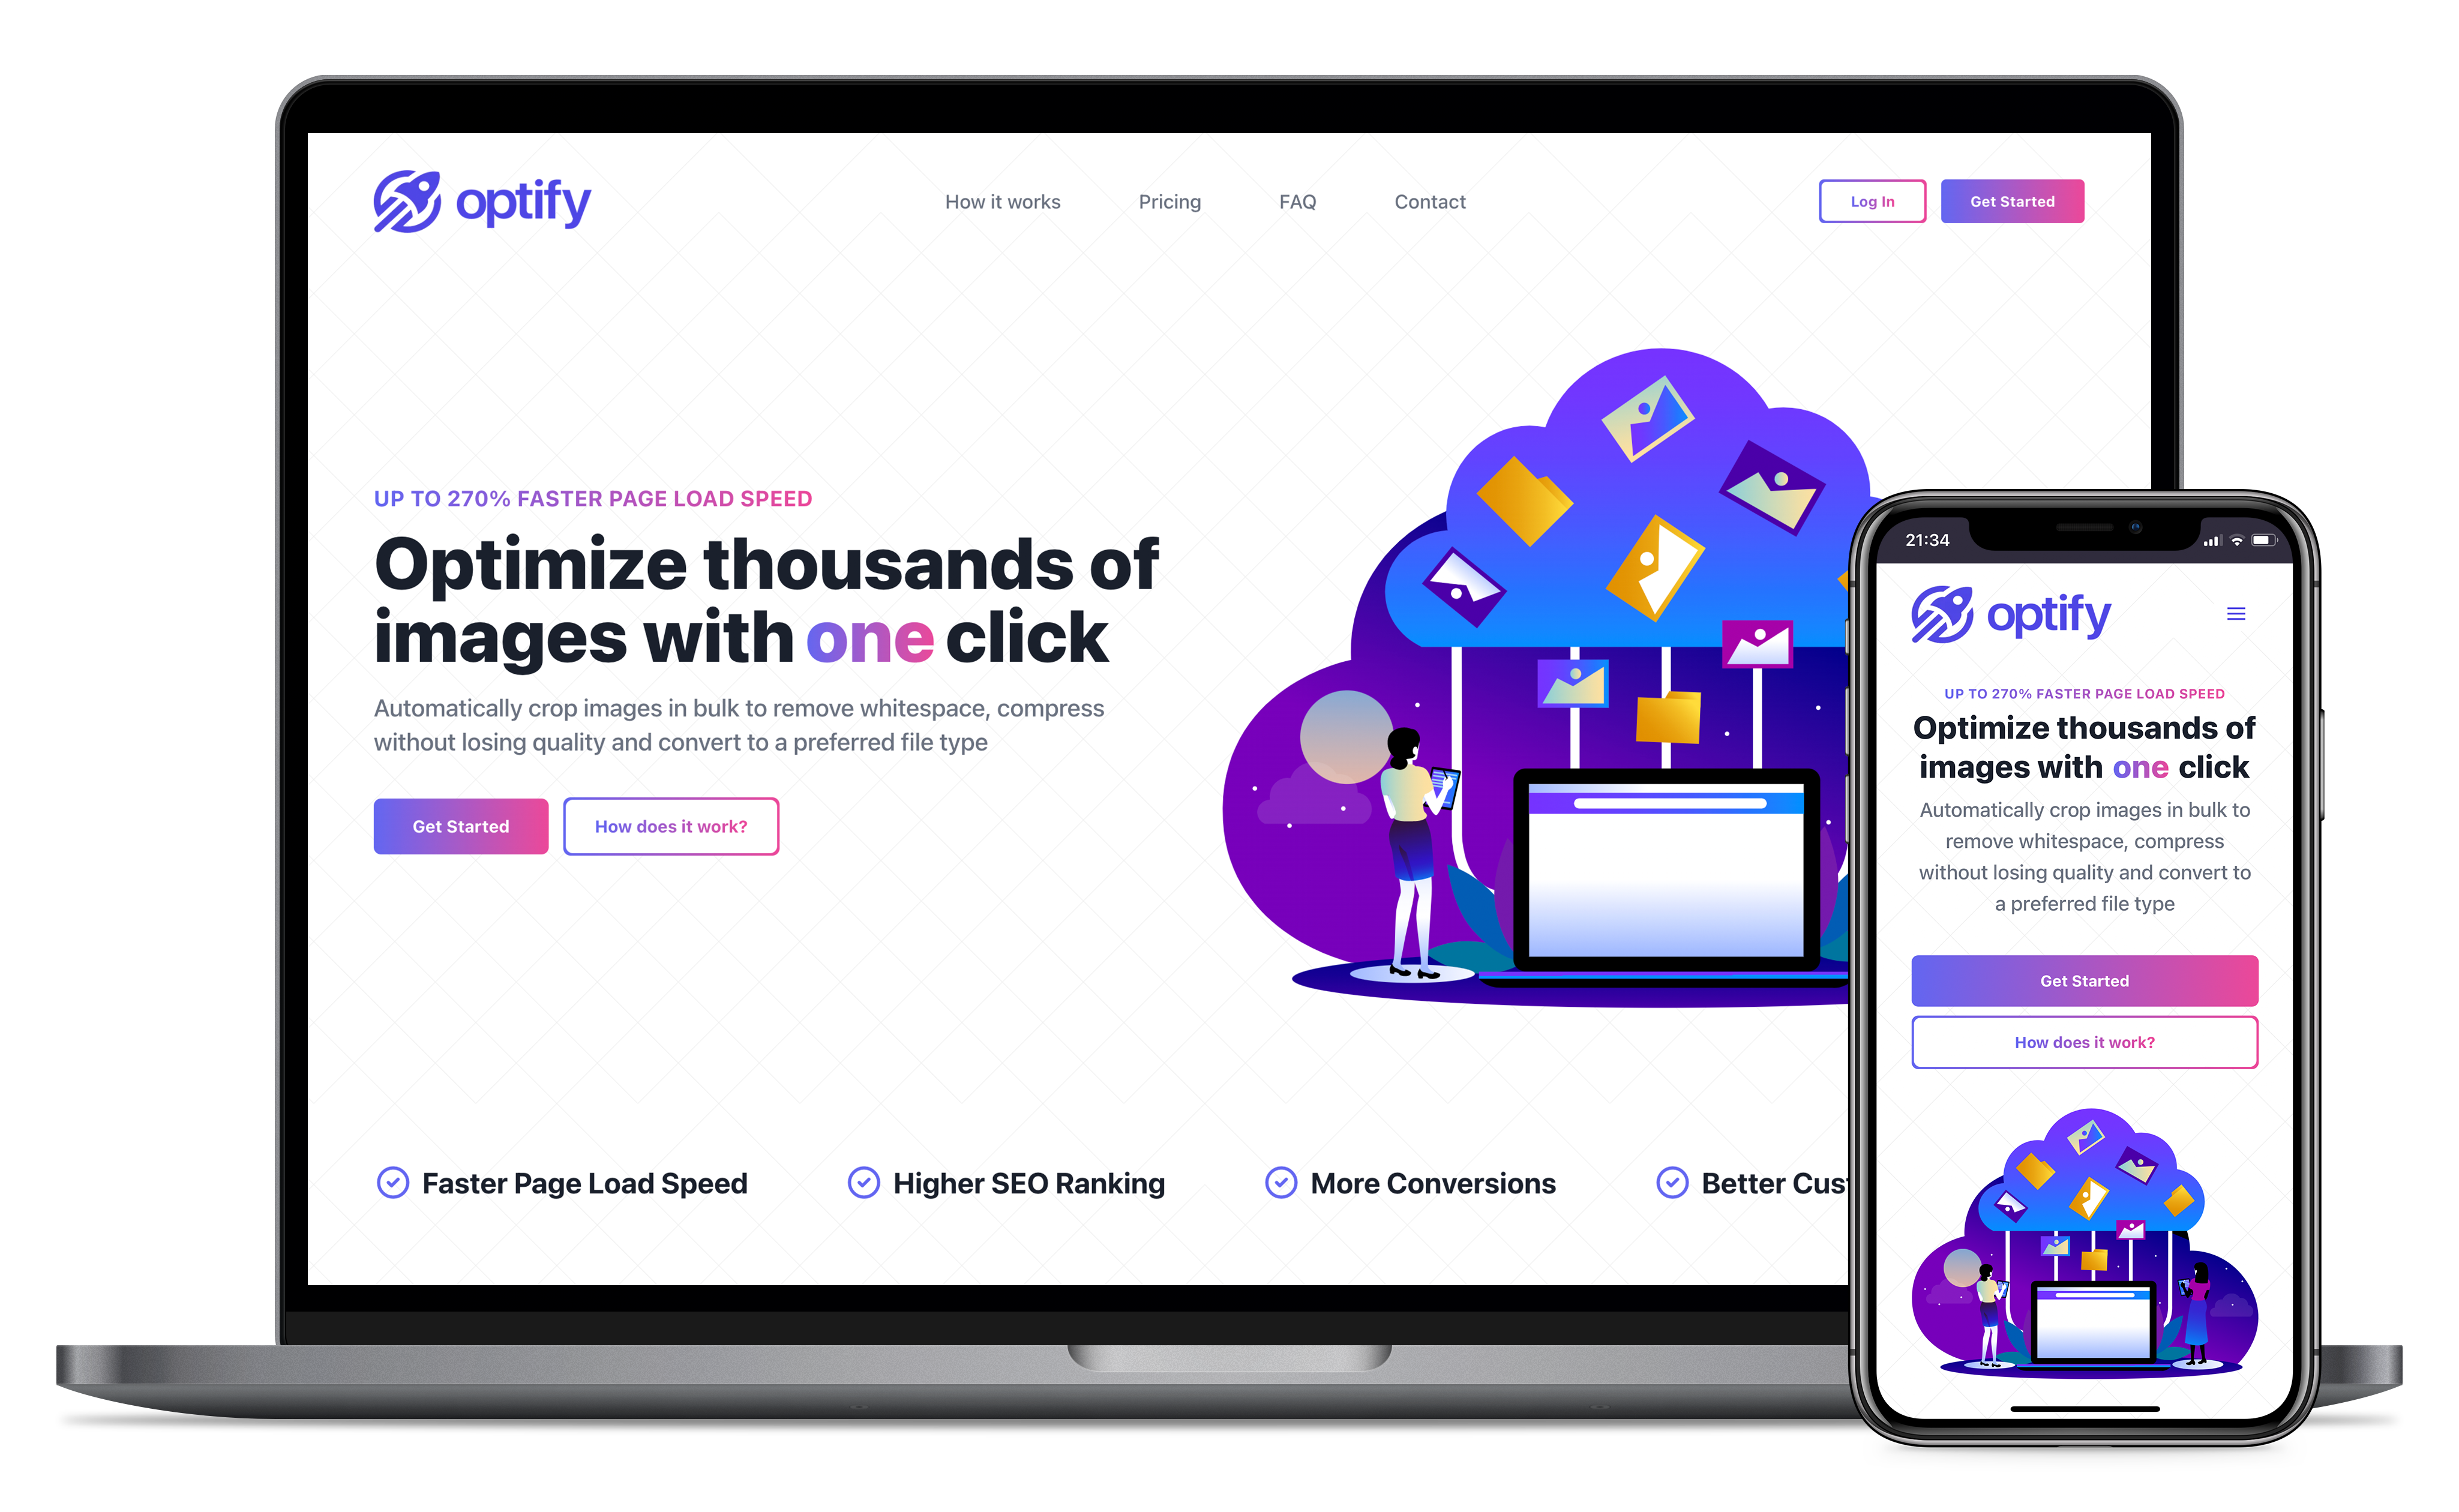 optify
How it works
Pricing
FAQ
Contact
Log In
Get Started
UP TO 270% FASTER PAGE LOAD SPEED
Optimize thousands of
images with one click
Automatically crop images in bulk to remove whitespace, compress
without losing quality and convert to a preferred file type
Get Started
How does it work?
Faster Page Load Speed
Higher SEO Ranking
More Conversions
Better
21:34
optify
UP TO 270% FASTER PAGE LOAD SPEED
Optimize thousands of
images with one click
Automatically crop images in bulk to
remove whitespace, compress
without losing quality and convert to
a preferred file type
Get Started
How does it work?